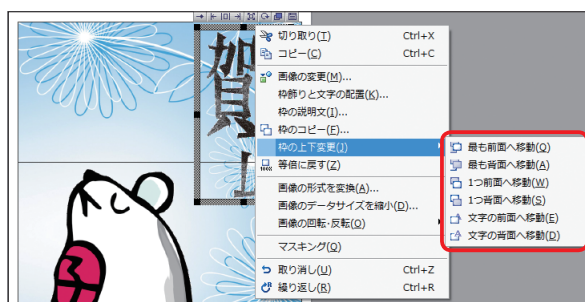 賀
切り取り(T) Ctrl+X
コピー(C) Ctrl+C
画像の変更(M)...
枠飾りと文字の配置(K)...
枠の説明文(I)...
枠のコピー(F)...
枠の上下変更(J)
等倍に戻す(Z)
画像の形式を変換(A)...
画像のデータサイズを縮小(D)...
画像の回転・反転(O)
マスキング(Q)
取り消し(U) Ctrl+Z
繰り返し(R) Ctrl+R
最も前面へ移動(Q)
最も背面へ移動(A)
1つ前面へ移動(W)
1つ背面へ移動(S)
文字の前面へ移動(E)
文字の背面へ移動(D)